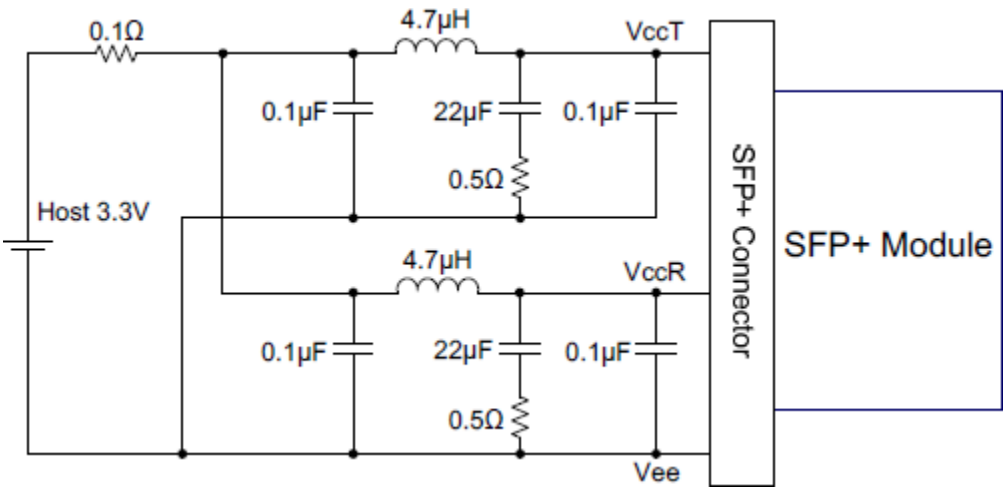 4.7µH
0.1Ω
VccT
0.1µF
22µF
0.1µF
0.5Ω
Host 3.3V
SFP+ Connector
SFP+ Module
4.7µH
VccR
0.1µF
22µF
0.1µF
0.5Ω
Vee